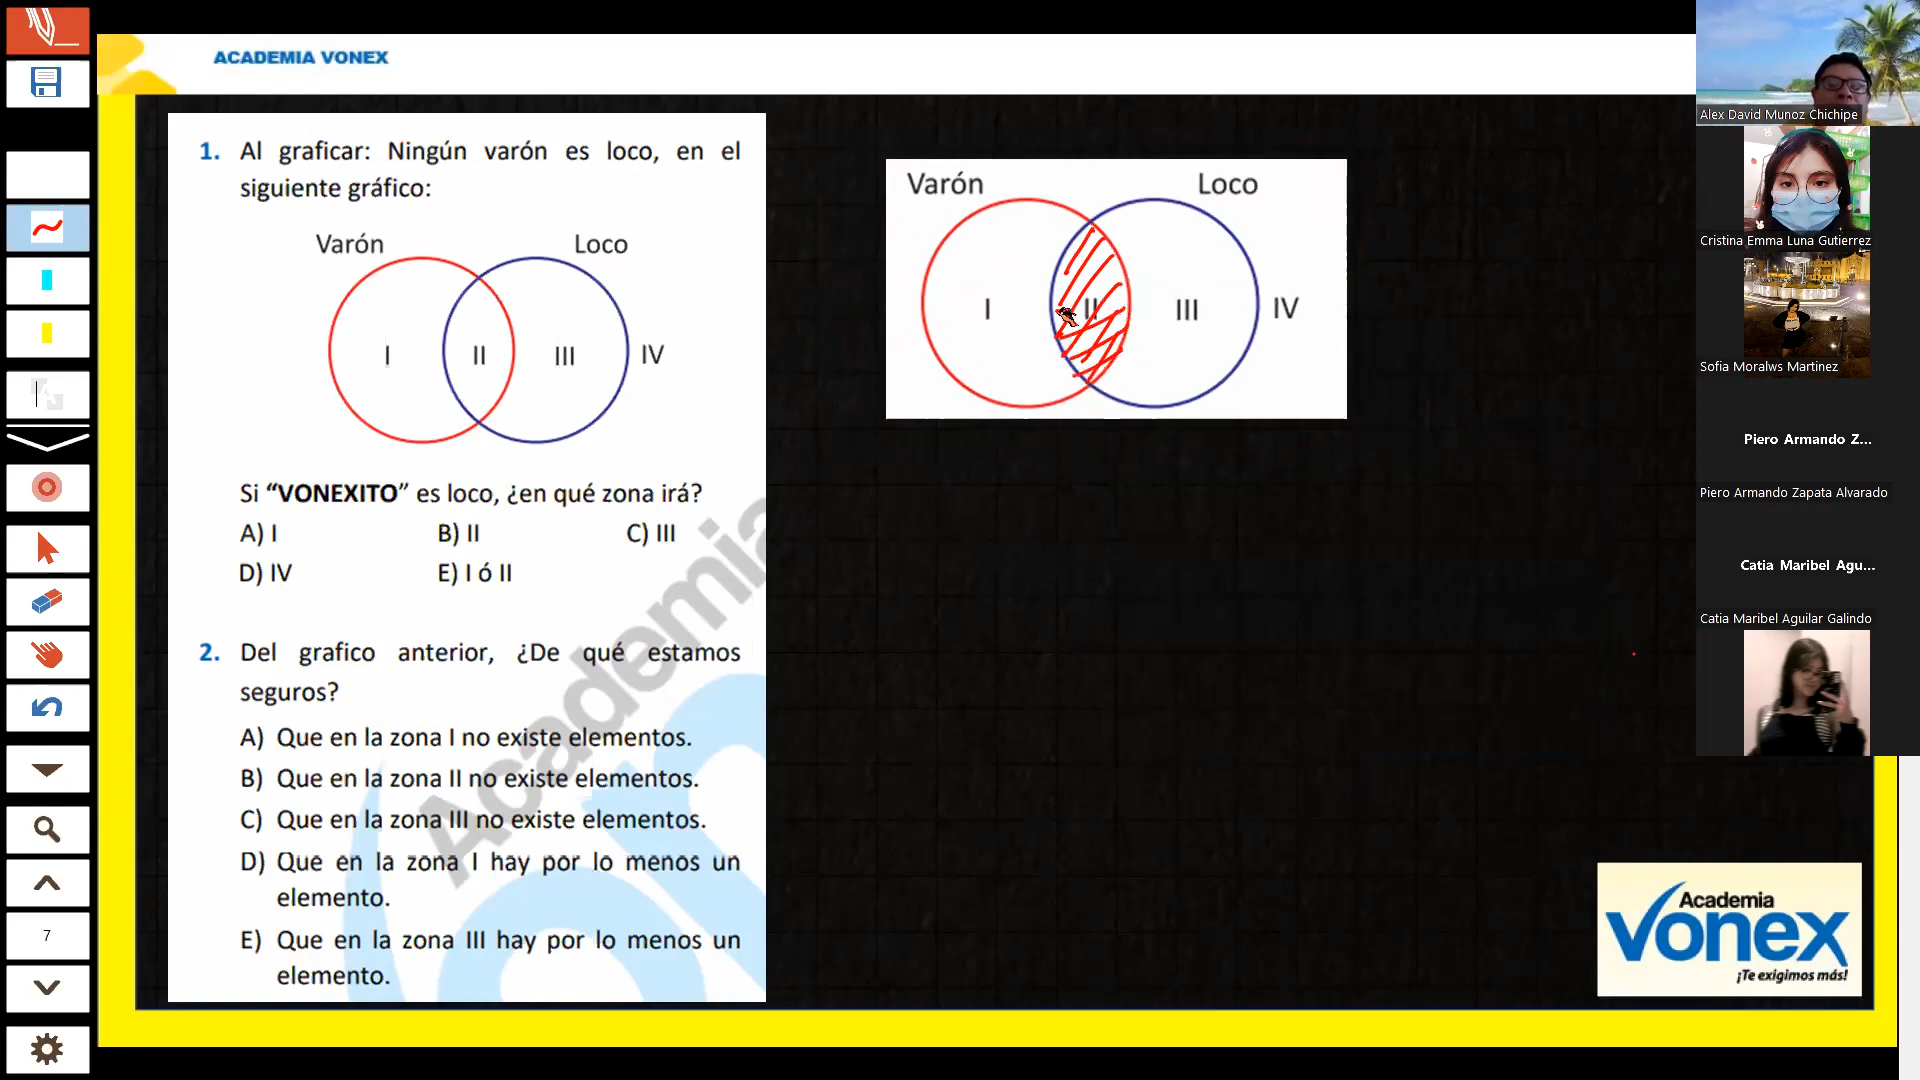 ACADEMIA VONEX
1. Al graficar: Ningún varón es loco, en el
siguiente gráfico:
Varón Loco
I II III IV
Si “VONEXITO” es loco, ¿en qué zona irá?
A) I B) II C) III
D) IV E) I ó II
2. Del grafico anterior, ¿De qué estamos
seguros?
A) Que en la zona I no existe elementos.
B) Que en la zona II no existe elementos.
C) Que en la zona III no existe elementos.
D) Que en la zona I hay por lo menos un
elemento.
E) Que en la zona III hay por lo menos un
elemento.
Academia
Varón Loco
I II III IV
Alex David Munoz Chichipe
Cristina Emma Luna Gutierrez
Sofia Moralws Martinez
Piero Armando Z...
Piero Armando Zapata Alvarado
Catia Maribel Agu...
Catia Maribel Aguilar Galindo
Academia
Vonex
¡Te exigimos más!
7